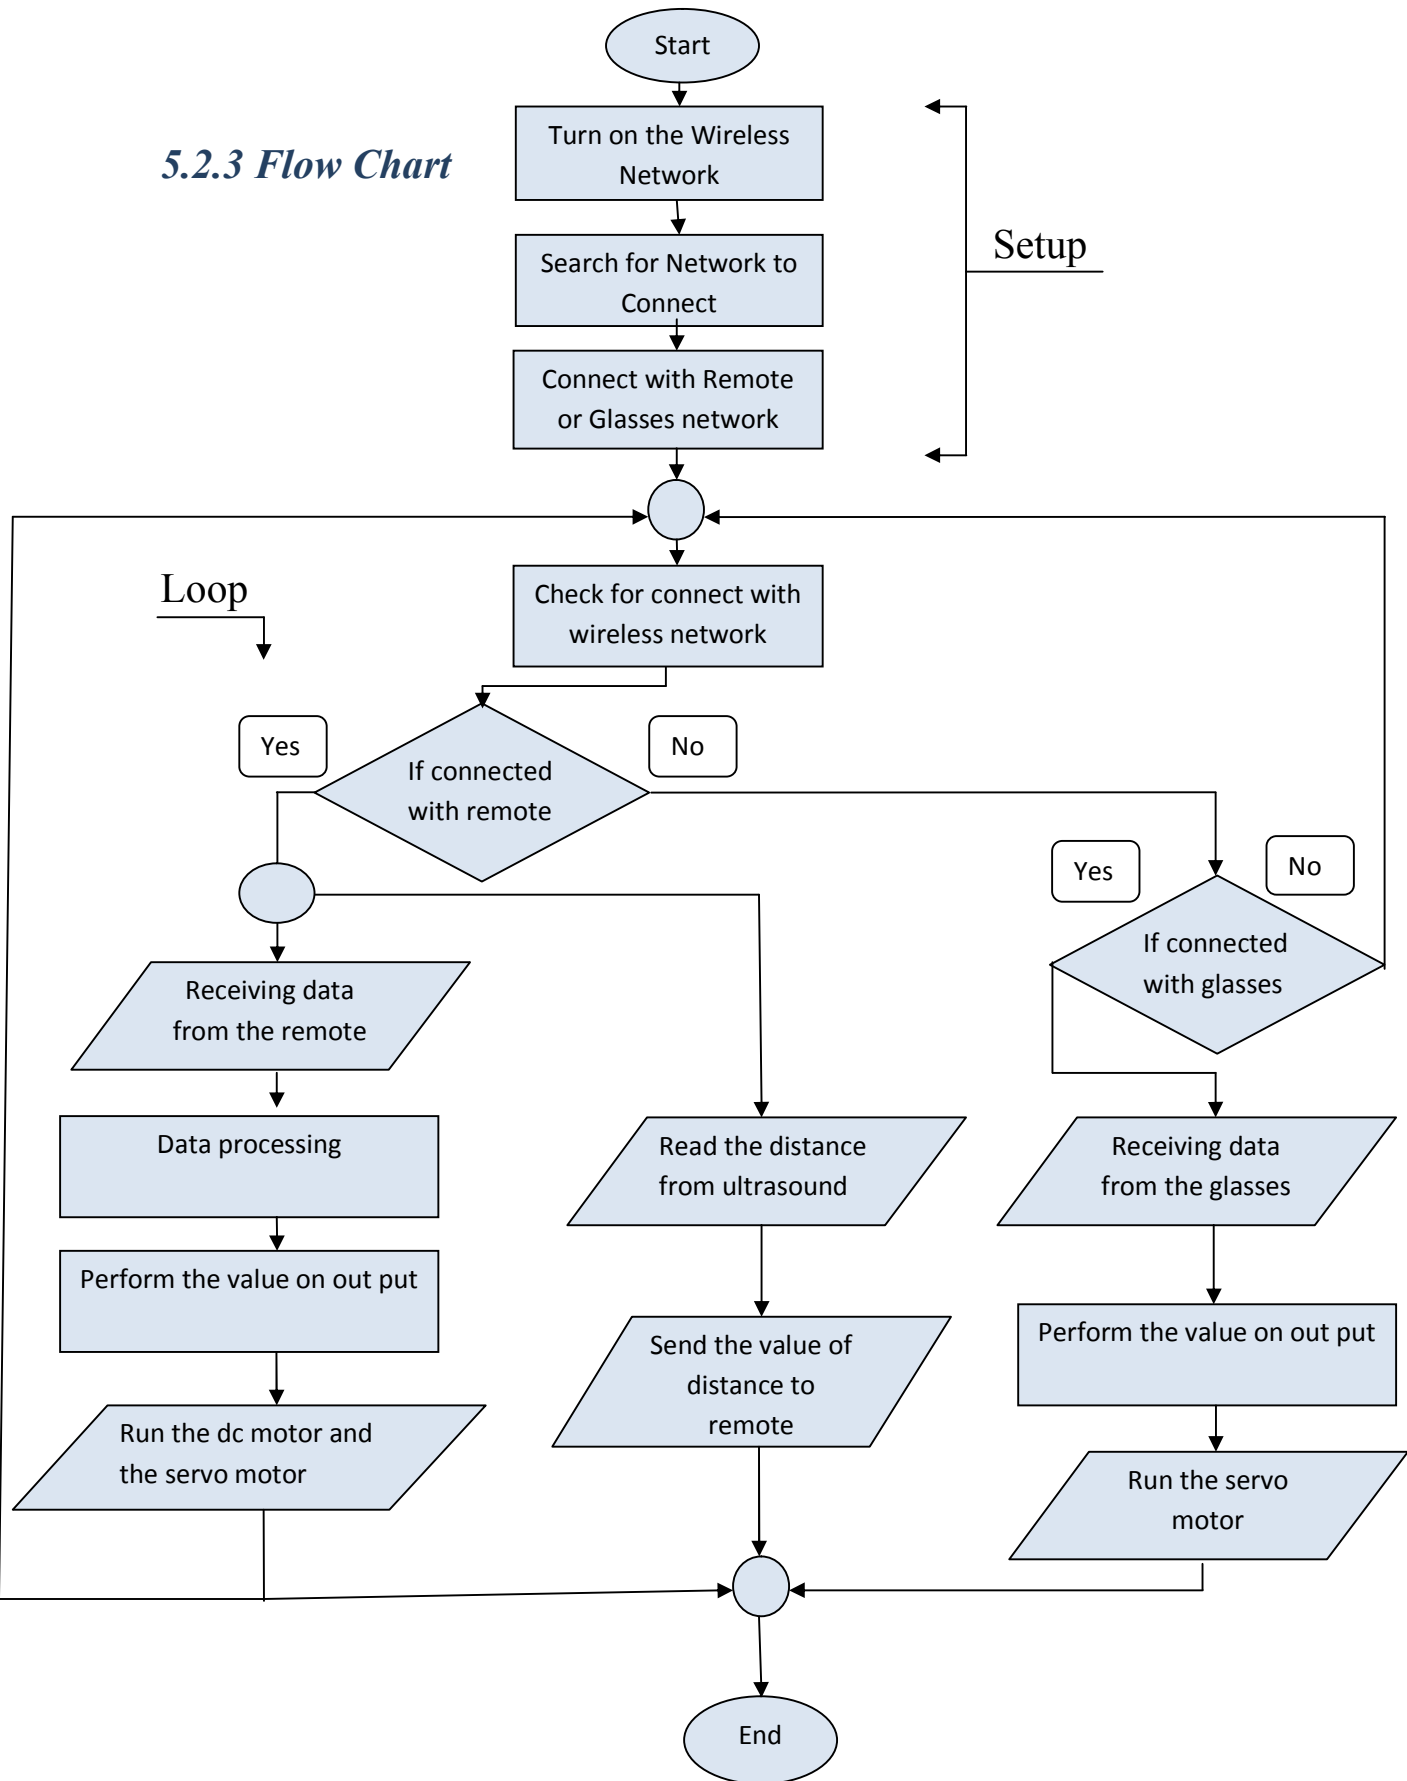 Start
Turn on the Wireless
Network
5.2.3 Flow Chart
Search for Network to
Connect
Setup
Connect with Remote
or Glasses network
Loop
Check for connect with
wireless network
Yes
No
If connected
with remote
Yes
No
If connected
with glasses
Receiving data
from the remote
Data processing
Read the distance
from ultrasound
Receiving data
from the glasses
Perform the value on out put
Send the value of
distance to
remote
Perform the value on out put
Run the dc motor and
the servo motor
Run the servo
motor
End